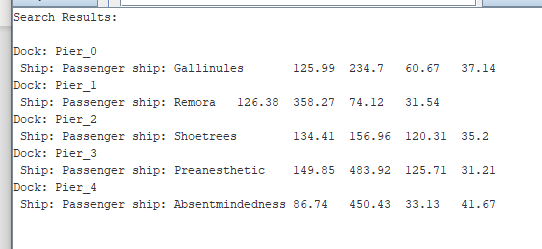 Search Results:
Dock: Pier_0
Ship: Passenger ship: Gallinules 125.99 234.7 60.67 37.14
Dock: Pier_1
Ship: Passenger ship: Remora 126.38 358.27 74.12 31.54
Dock: Pier_2
Ship: Passenger ship: Shoetrees 134.41 156.96 120.31 35.2
Dock: Pier_3
Ship: Passenger ship: Preanesthetic 149.85 483.92 125.71 31.21
Dock: Pier_4
Ship: Passenger ship: Absentmindedness 86.74 450.43 33.13 41.67